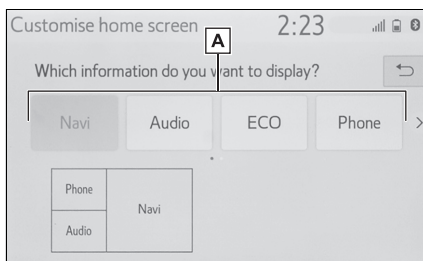 Customise home screen 2:23
A
Which information do you want to display?
Navi Audio ECO Phone >
Phone
Navi
Audio